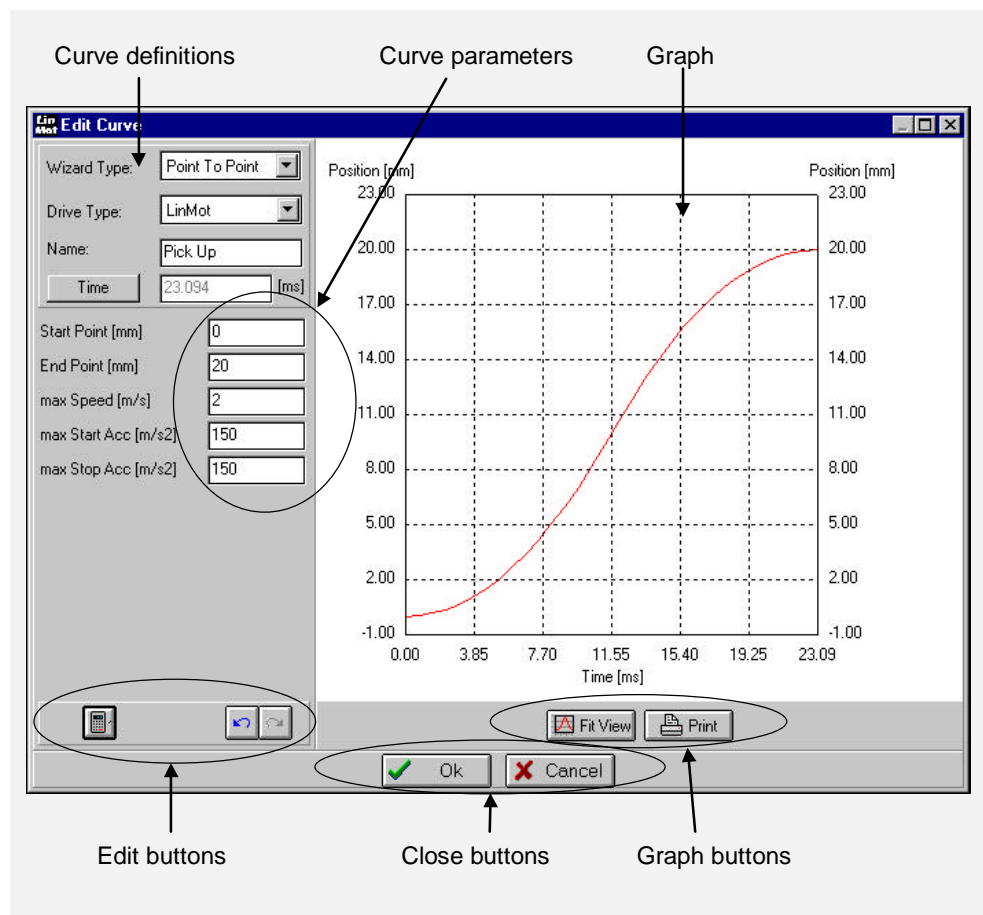 Curve definitions Curve parameters Graph
Lin Mot Edit Curve
Wizard Type: Point To Point
Drive Type: LinMot
Name: Pick Up
Time 23.094 [ms]
Start Point [mm] 0
End Point [mm] 20
max Speed [m/s] 2
max Start Acc [m/s2] 150
max Stop Acc [m/s2] 150
Position [mm] Position [mm]
23.00 23.00
20.00 20.00
17.00 17.00
14.00 14.00
11.00 11.00
8.00 8.00
5.00 5.00
2.00 2.00
-1.00 -1.00
0.00 3.85 7.70 11.55 15.40 19.25 23.09
Time [ms]
Fit View Print
Ok Cancel
Edit buttons Close buttons Graph buttons